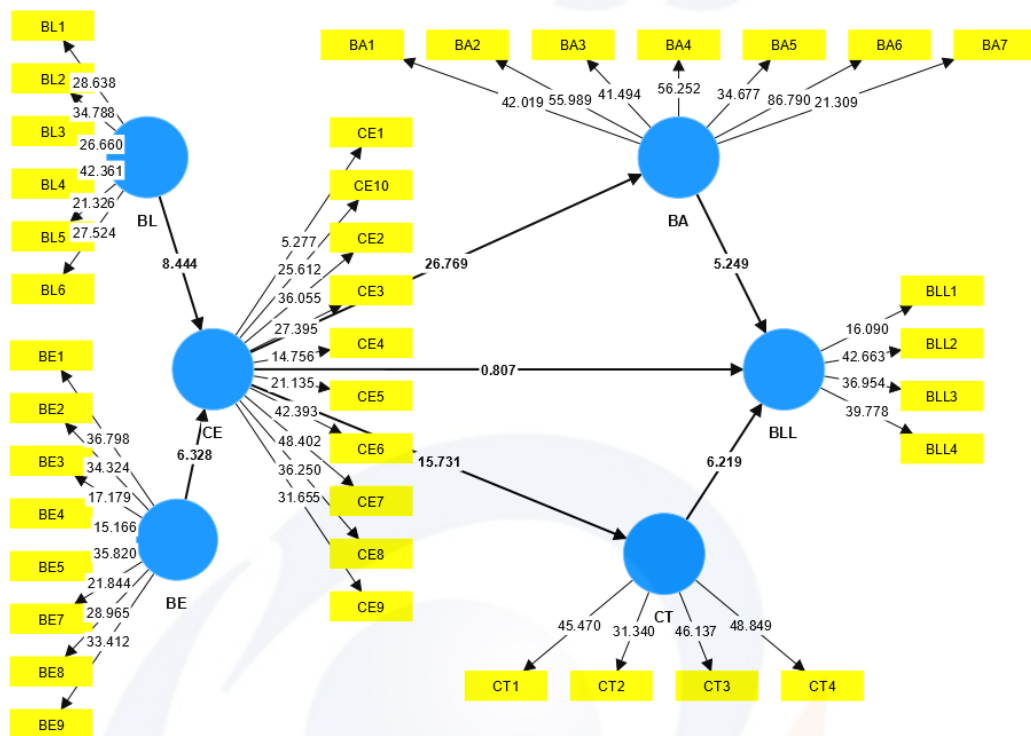 BL1
BL2
BL3
BL4
BL5
BL6
28.638
34.788
26.660
42.361
21.326
27.524
BL
8.444
BE1
BE2
BE3
BE4
BE5
BE7
BE8
BE9
36.798
34.324
17.179
15.166
35.820
21.844
28.965
33.412
BE
6.328
CE
CE1
CE10
CE2
CE3
CE4
CE5
CE6
CE7
CE8
CE9
5.277
25.612
36.055
27.395
14.756
21.135
42.393
48.402
36.250
31.655
26.769
0.807
15.731
BA1 BA2 BA3 BA4 BA5 BA6 BA7
42.019 55.989 41.494 56.252 34.677 86.790 21.309
BA
5.249
BLL
6.219
BLL1
BLL2
BLL3
BLL4
16.090
42.663
36.954
39.778
CT
45.470 31.340 46.137 48.849
CT1 CT2 CT3 CT4